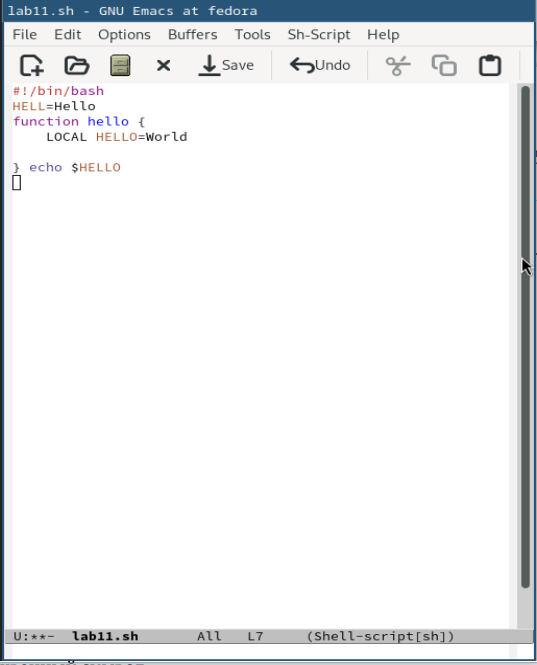 lab11.sh - GNU Emacs at fedora
File Edit Options Buffers Tools Sh-Script Help
Save Undo
#!/bin/bash
HELL=Hello
function hello {
    LOCAL HELLO=World

} echo $HELLO
U:**-  lab11.sh       All   L7     (Shell-script[sh])